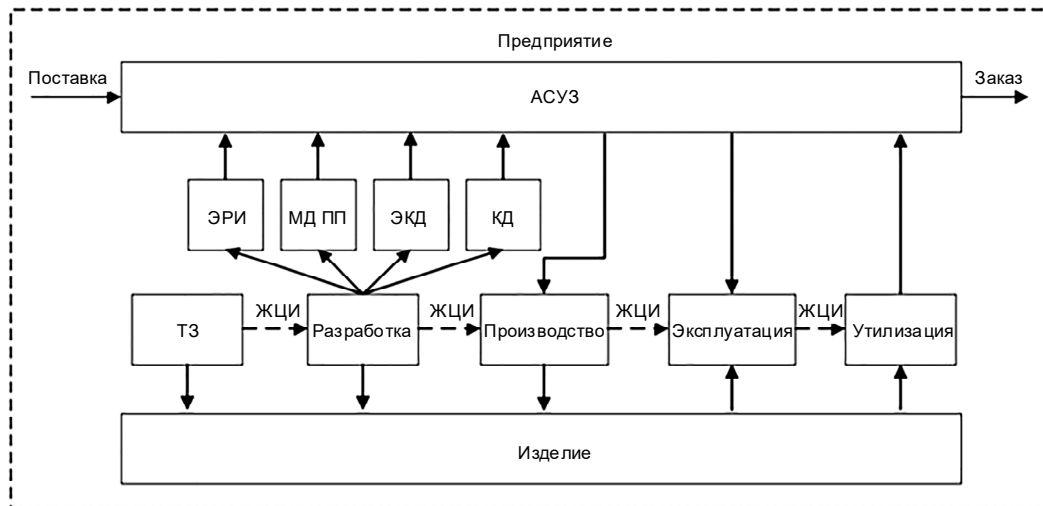 Предприятие
Поставка
АСУЗ
Заказ
ЭРИ
МД ПП
ЭКД
КД
ТЗ
ЖЦИ
Разработка
ЖЦИ
Производство
ЖЦИ
Эксплуатация
ЖЦИ
Утилизация
Изделие